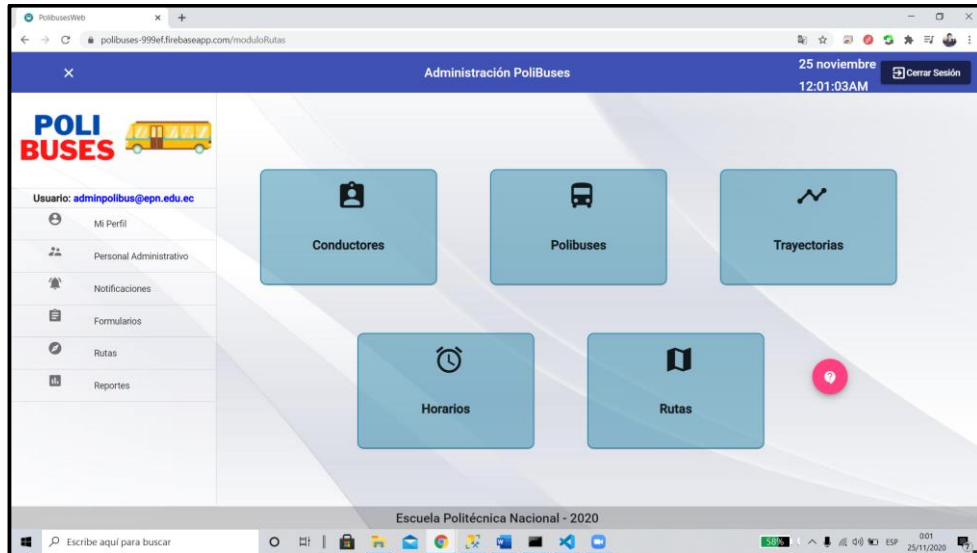 PolibusesWeb
polibuses-999ef.firebaseapp.com/moduloRutas
Administración PoliBuses
25 noviembre
12:01:03AM
Cerrar Sesión
POLI
BUSES
Usuario: adminpolibus@epn.edu.ec
Mi Perfil
Personal Administrativo
Notificaciones
Formularios
Rutas
Reportes
Conductores
Polibuses
Trayectorias
Horarios
Rutas
Escuela Politécnica Nacional - 2020
Escribe aquí para buscar
58%
ESP
0:01
25/11/2020